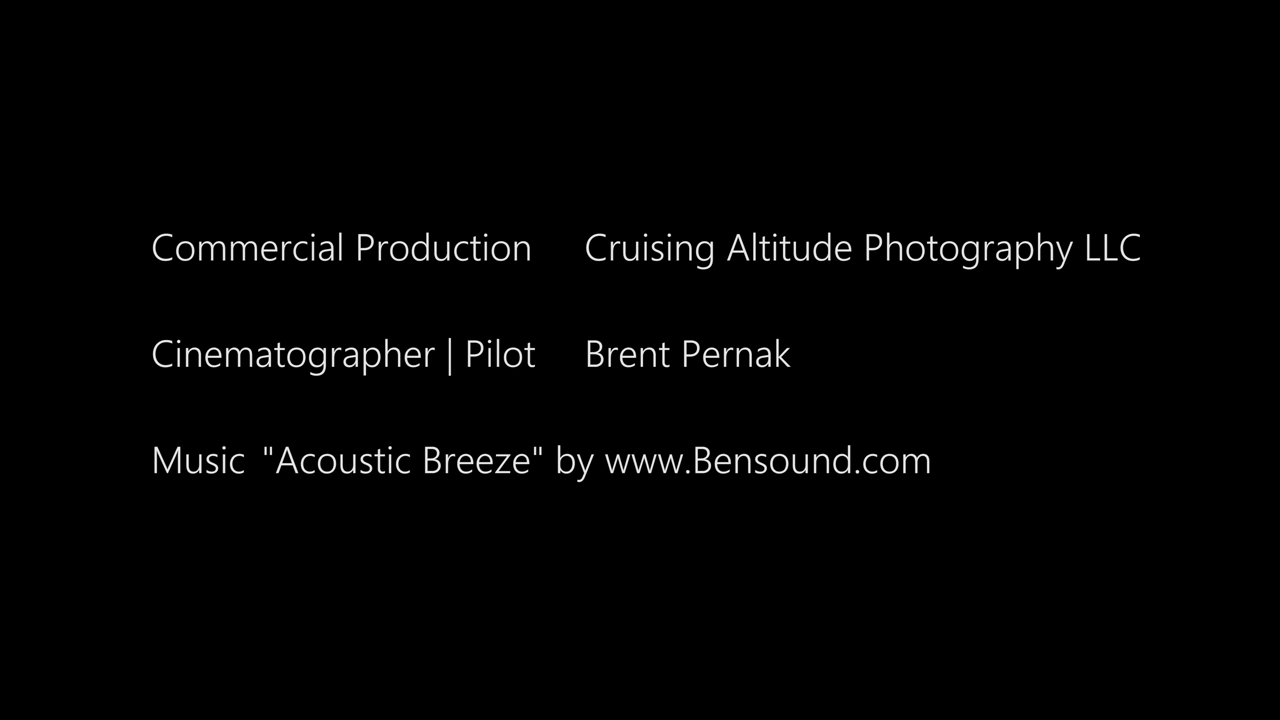 Commercial Production Cruising Altitude Photography LLC
Cinematographer | Pilot Brent Pernak
Music "Acoustic Breeze" by www.Bensound.com